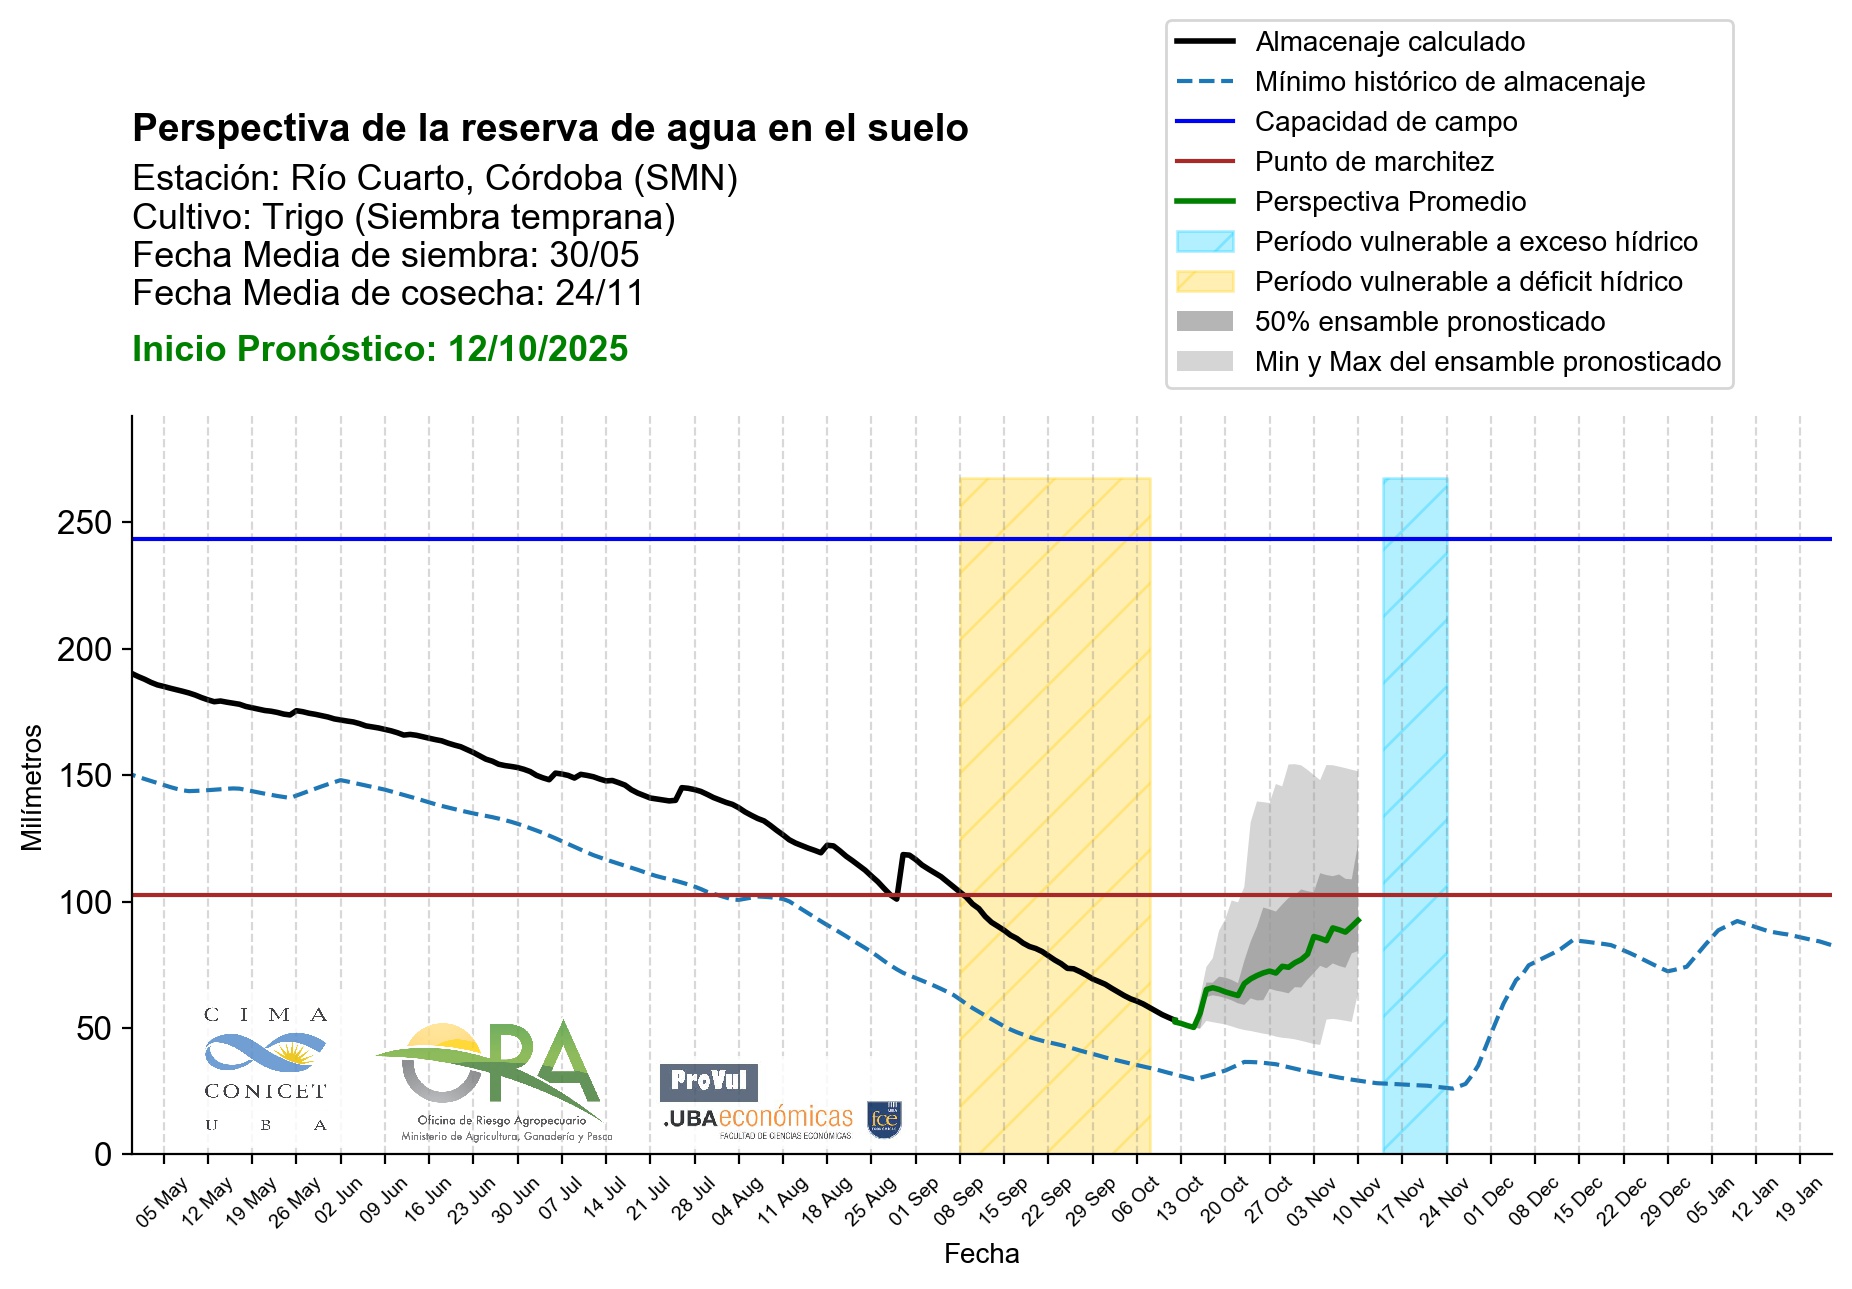 Almacenaje calculado
Mínimo histórico de almacenaje
Capacidad de campo
Punto de marchitez
Perspectiva Promedio
Período vulnerable a exceso hídrico
Período vulnerable a déficit hídrico
50% ensamble pronosticado
Min y Max del ensamble pronosticado
Perspectiva de la reserva de agua en el suelo
Estación: Río Cuarto, Córdoba (SMN)
Cultivo: Trigo (Siembra temprana)
Fecha Media de siembra: 30/05
Fecha Media de cosecha: 24/11
Inicio Pronóstico: 12/10/2025
250
200
150
100
50
0
Milímetros
CIMA
CONICET
UBA
ORA
Oficina de Riesgo Agropecuario
Ministerio de Agricultura, Ganadería y Pesca
ProVul
.UBAeconómicas
FACULTAD DE CIENCIAS ECONÓMICAS
UBA
fce
ECONÓMICAS
05 May
12 May
19 May
26 May
02 Jun
09 Jun
16 Jun
23 Jun
30 Jun
07 Jul
14 Jul
21 Jul
28 Jul
04 Aug
11 Aug
18 Aug
25 Aug
01 Sep
08 Sep
15 Sep
22 Sep
29 Sep
06 Oct
13 Oct
20 Oct
27 Oct
03 Nov
10 Nov
17 Nov
24 Nov
01 Dec
08 Dec
15 Dec
22 Dec
29 Dec
05 Jan
12 Jan
19 Jan
Fecha